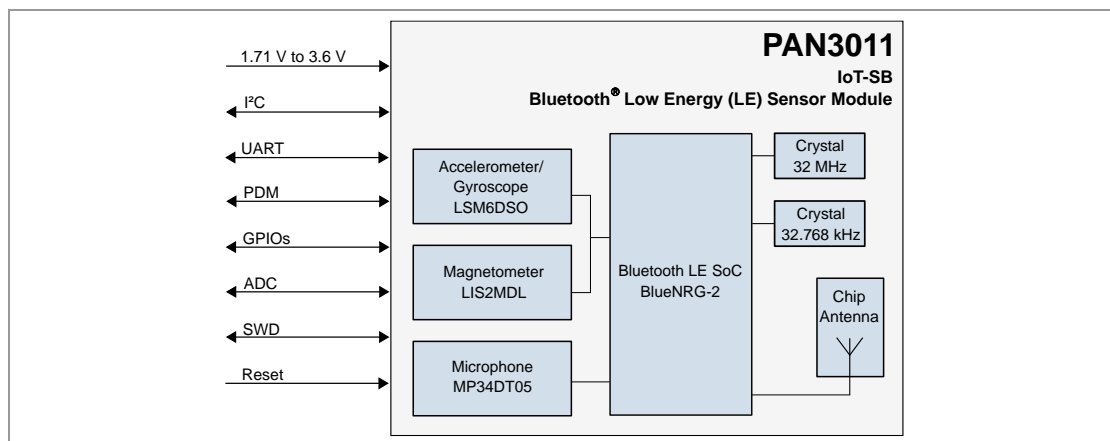 PAN3011
IoT-SB
Bluetooth® Low Energy (LE) Sensor Module
1.71 V to 3.6 V
I²C
UART
PDM
GPIOs
ADC
SWD
Reset
Accelerometer/
Gyroscope
LSM6DSO
Magnetometer
LIS2MDL
Microphone
MP34DT05
Bluetooth LE SoC
BlueNRG-2
Crystal
32 MHz
Crystal
32.768 kHz
Chip
Antenna